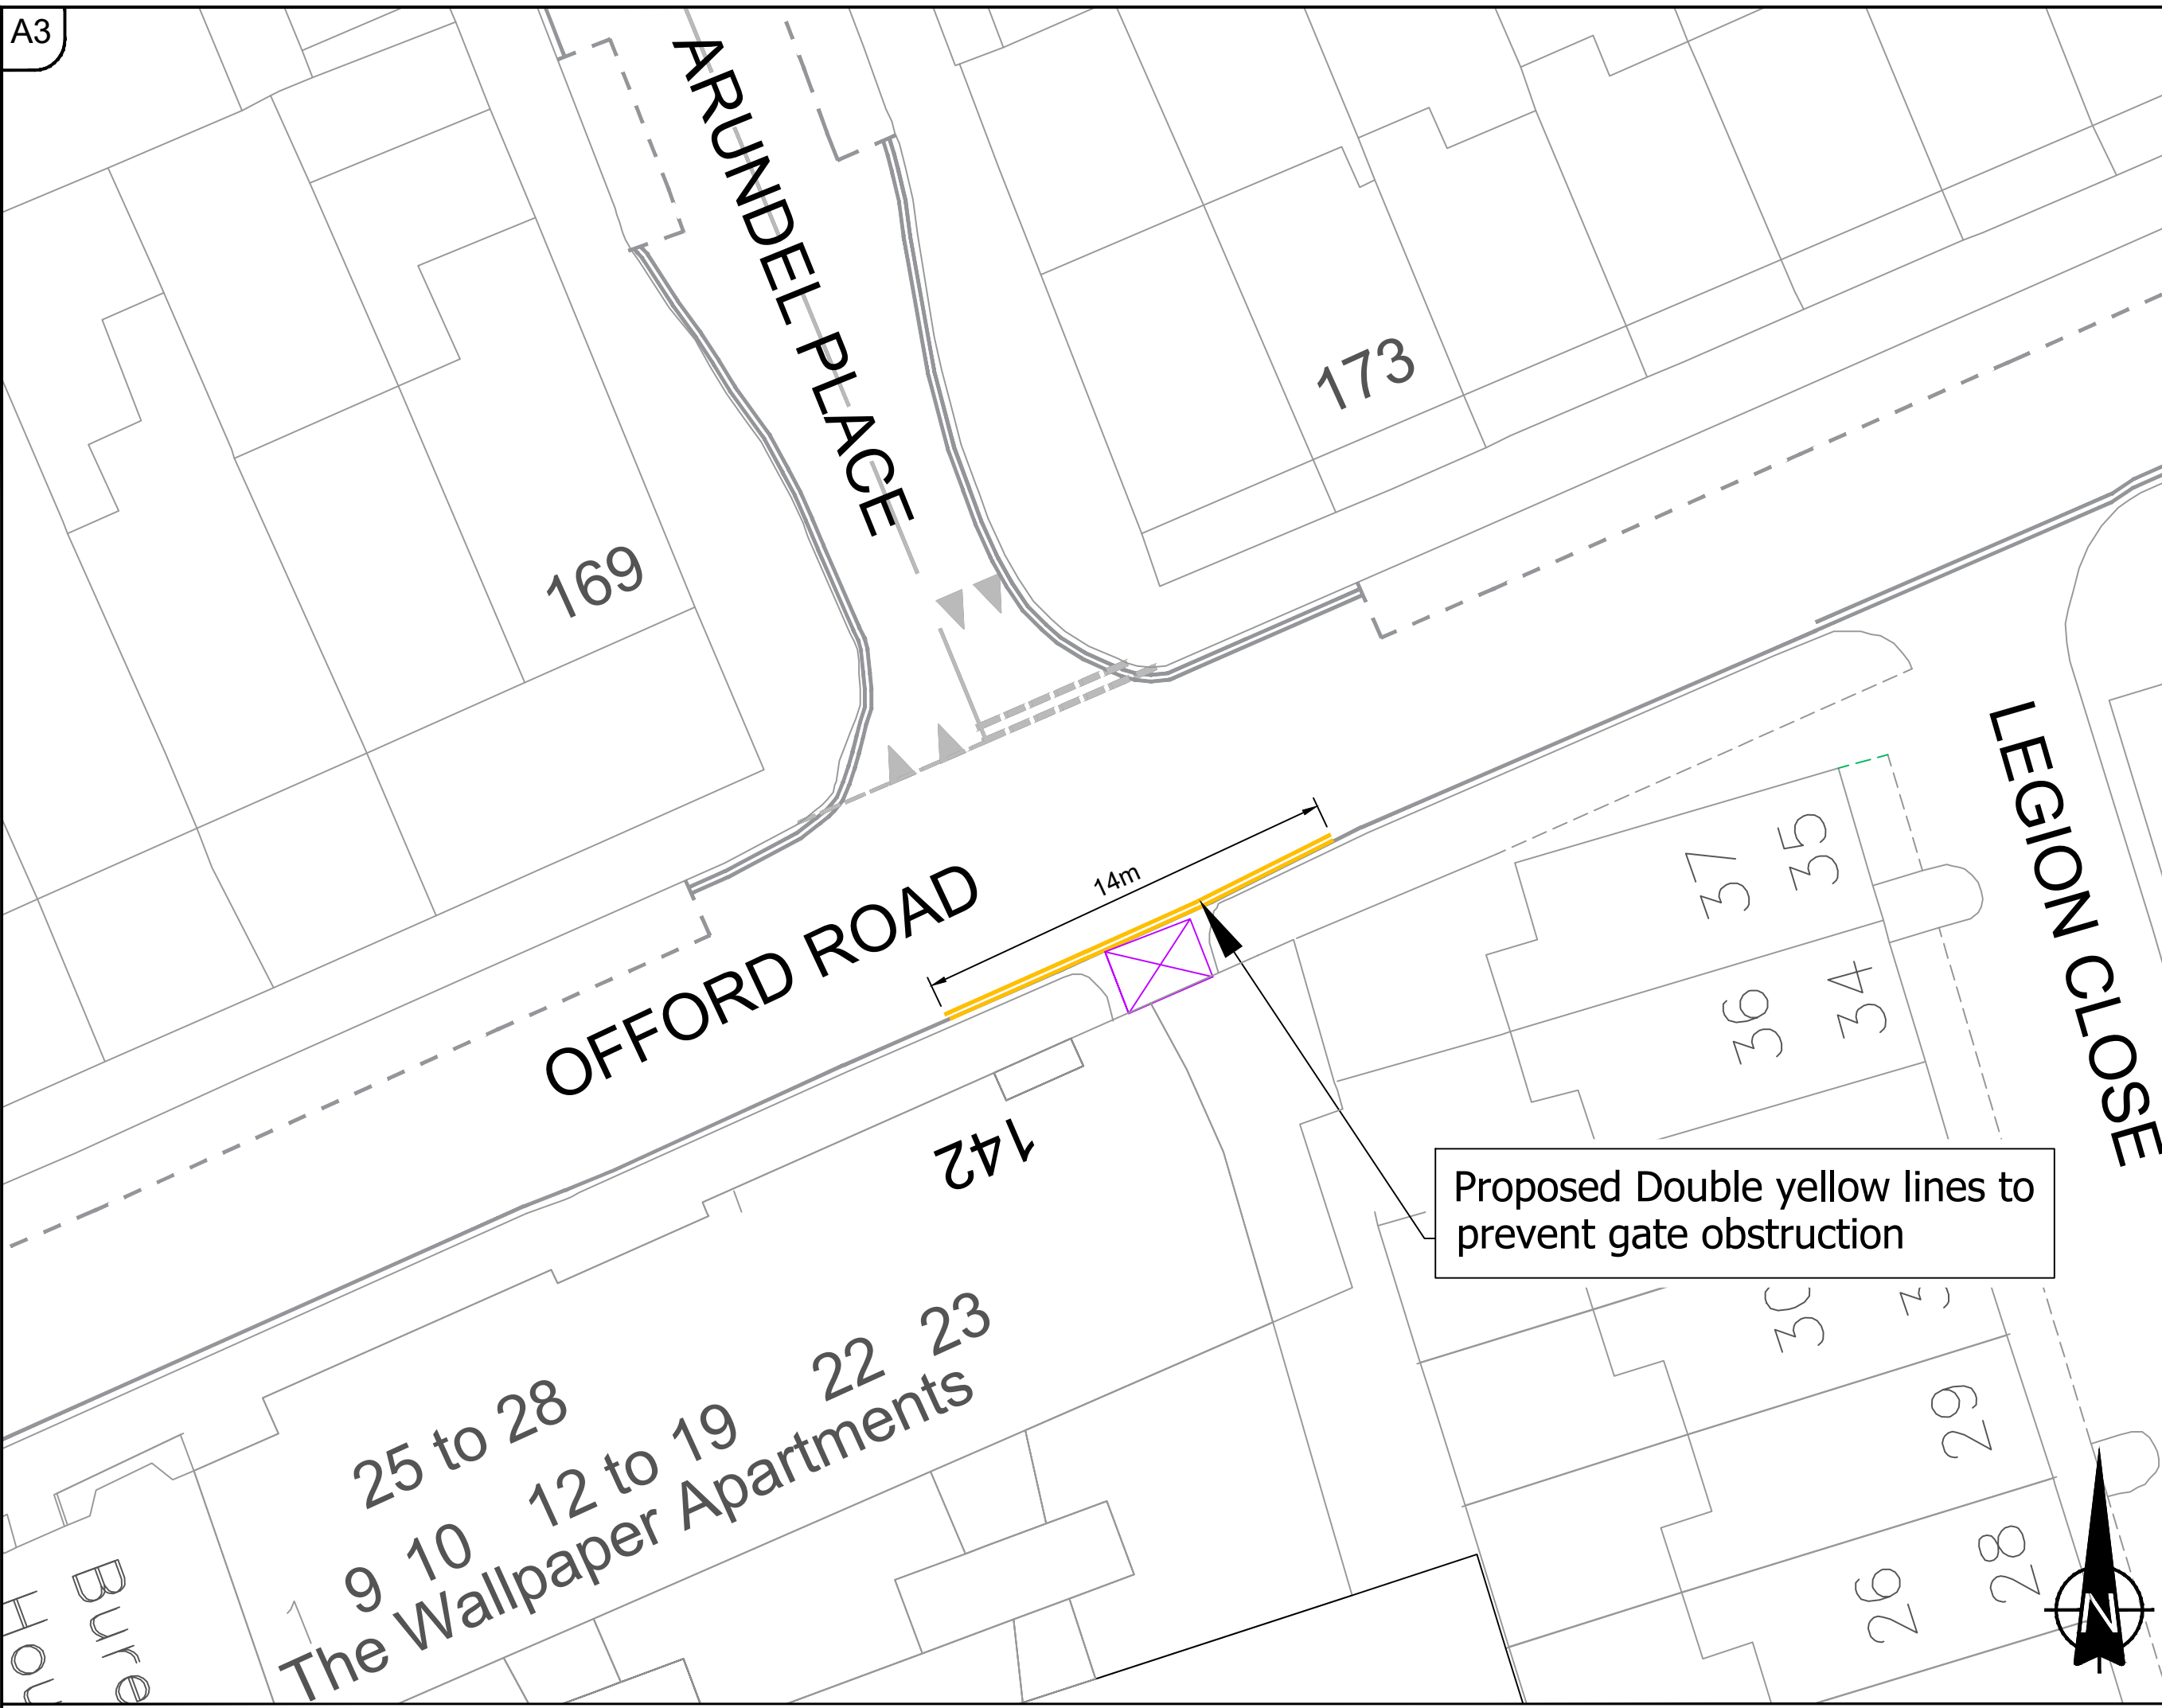 A3
ARUNDEL PLACE
173
169
LEGION CLOSE
14m
OFFORD ROAD
37
35
36
34
142
Proposed Double yellow lines to
prevent gate obstruction
30
22 23
25 to 28
12 to 19
29
9 10
The Wallpaper Apartments
28
26
N